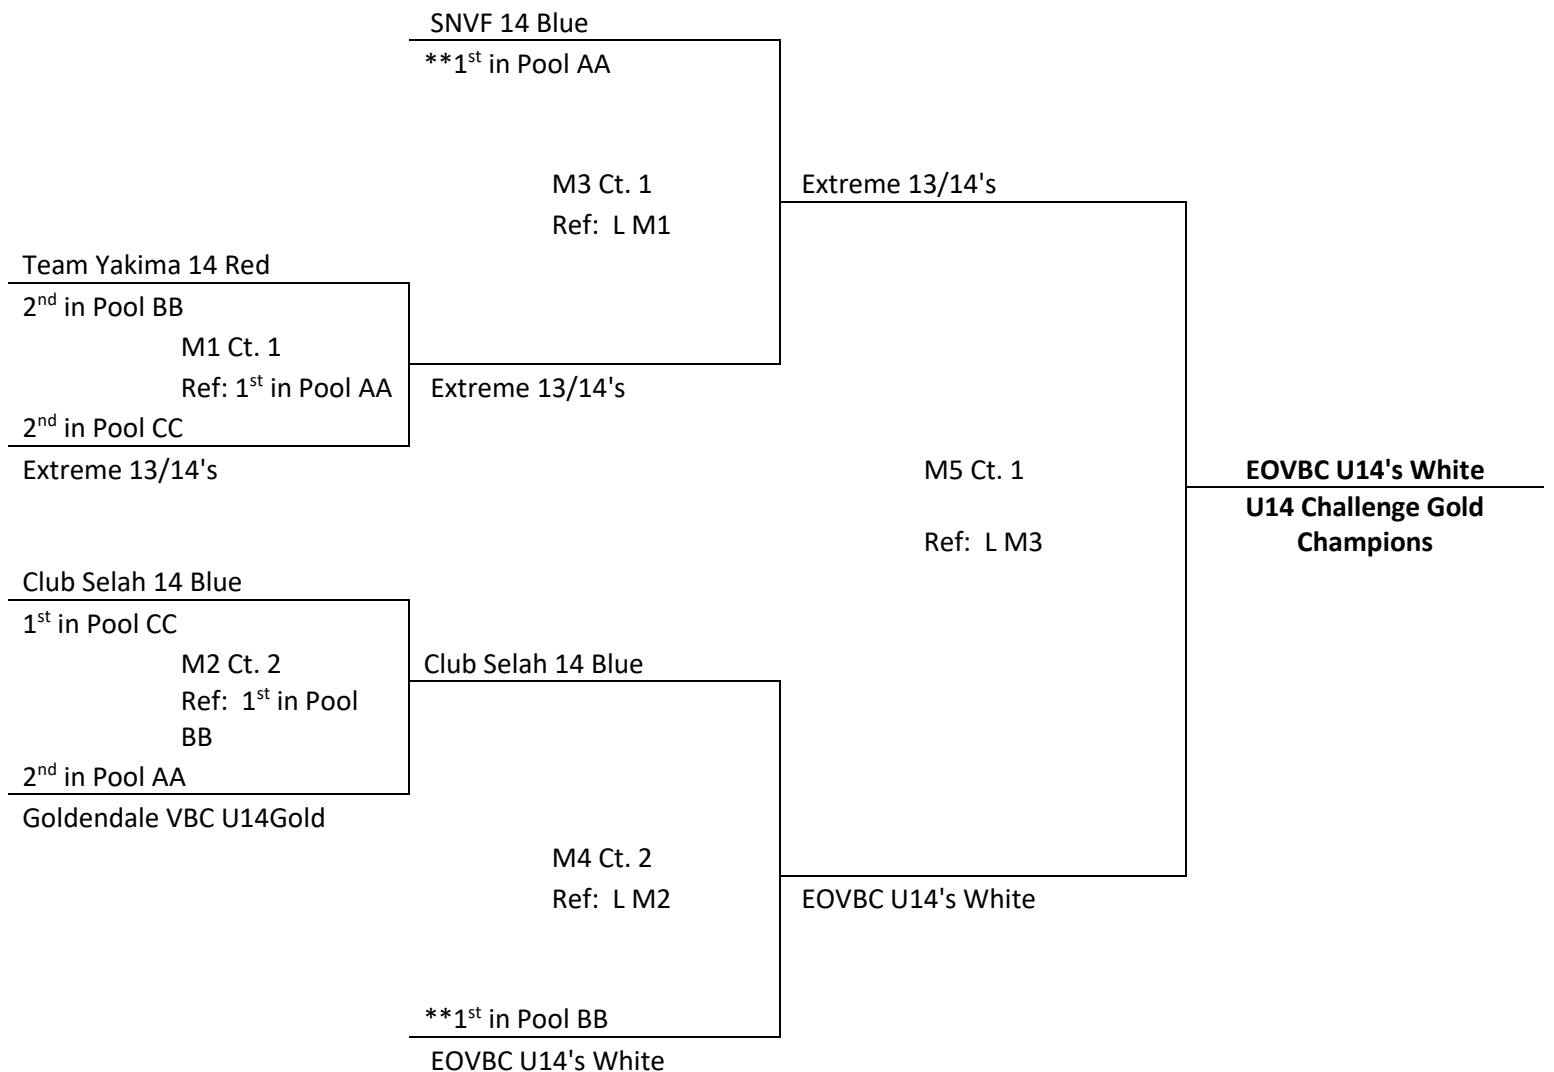 SNVF 14 Blue
**1st in Pool AA
M3 Ct. 1
Ref:  L M1
Extreme 13/14's
Team Yakima 14 Red
2nd in Pool BB
M1 Ct. 1
Ref: 1st in Pool AA
Extreme 13/14's
2nd in Pool CC
Extreme 13/14's
M5 Ct. 1
Ref:  L M3
EOVBC U14's White
U14 Challenge Gold
Champions
Club Selah 14 Blue
1st in Pool CC
M2 Ct. 2
Ref:  1st in Pool
BB
Club Selah 14 Blue
2nd in Pool AA
Goldendale VBC U14Gold
M4 Ct. 2
Ref:  L M2
EOVBC U14's White
**1st in Pool BB
EOVBC U14's White